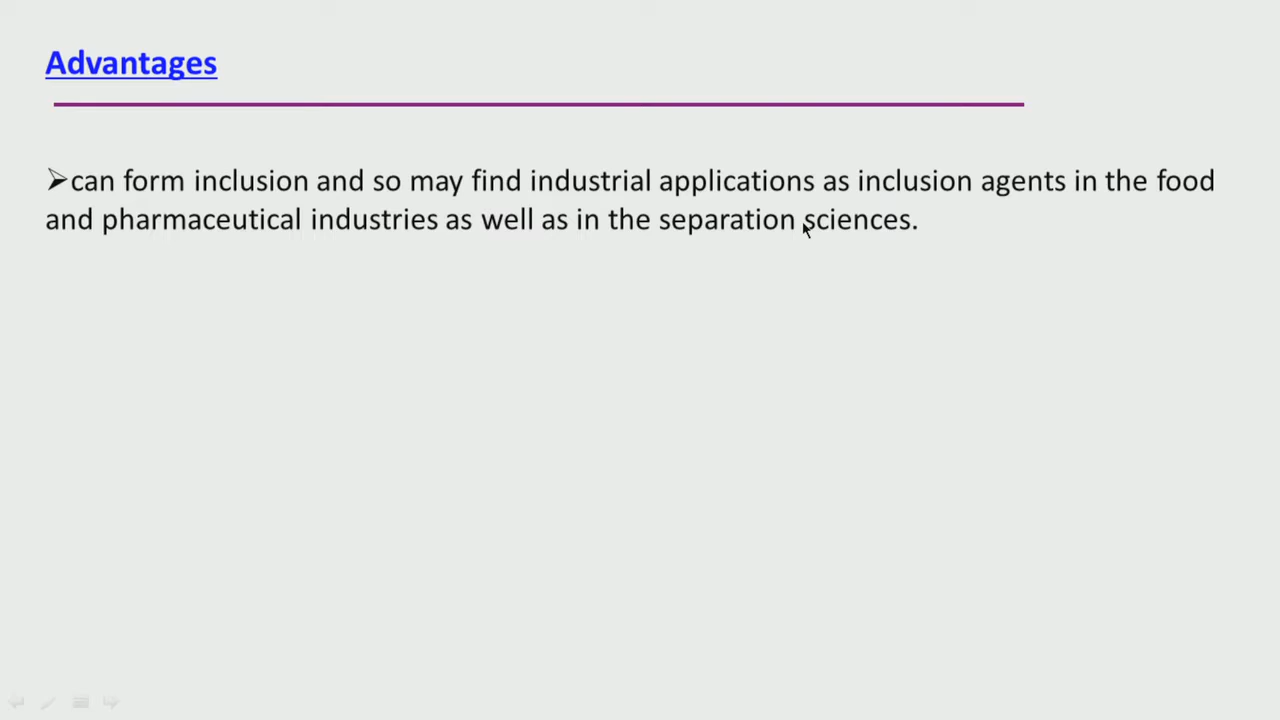 Advantages
➢can form inclusion and so may find industrial applications as inclusion agents in the food
and pharmaceutical industries as well as in the separation sciences.